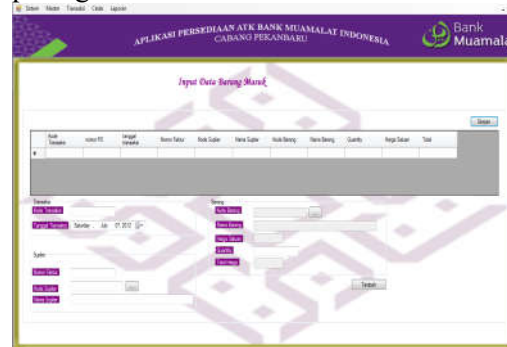 Sistem Master Transaksi Cetak Laporan
APLIKASI PERSEDIAAN ATK BANK MUAMALAT INDONESIA
CABANG PEKANBARU
Bank
Muamala
Input Data Barang Masuk
Simpan
Kode Transaksi nomor PO tanggal transaksi Nomor Faktur Kode Suplier Nama Suplier Kode Barang Nama Barang Quantity Harga Satuan Total
Transaksi
Kode Transaksi
Tanggal Transaksi Saturday , July 07, 2012
Suplier
Nomor Faktur
Kode Suplier ...
Nama Suplier
Barang
Kode Barang ...
Nama Barang
Harga Satuan
Quantity
Total Harga
Tambah